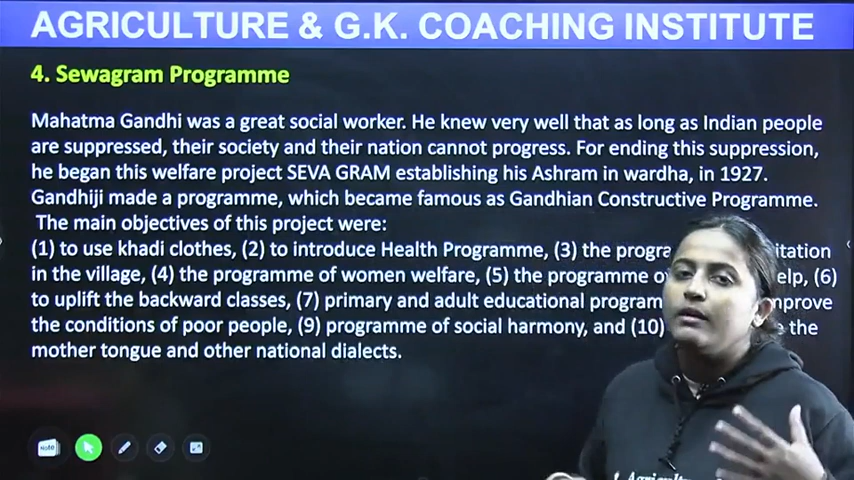 AGRICULTURE & G.K. COACHING INSTITUTE
4. Sewagram Programme
Mahatma Gandhi was a great social worker. He knew very well that as long as Indian people
are suppressed, their society and their nation cannot progress. For ending this suppression,
he began this welfare project SEVA GRAM establishing his Ashram in wardha, in 1927.
Gandhiji made a programme, which became famous as Gandhian Constructive Programme.
The main objectives of this project were:
(1) to use khadi clothes, (2) to introduce Health Programme, (3) the
in the village, (4) the programme of women welfare, (5) the programme (6)
to uplift the backward classes, (7) primary and adult educational
the conditions of poor people, (9) programme of social harmony, and (10) the
mother tongue and other national dialects.
Note